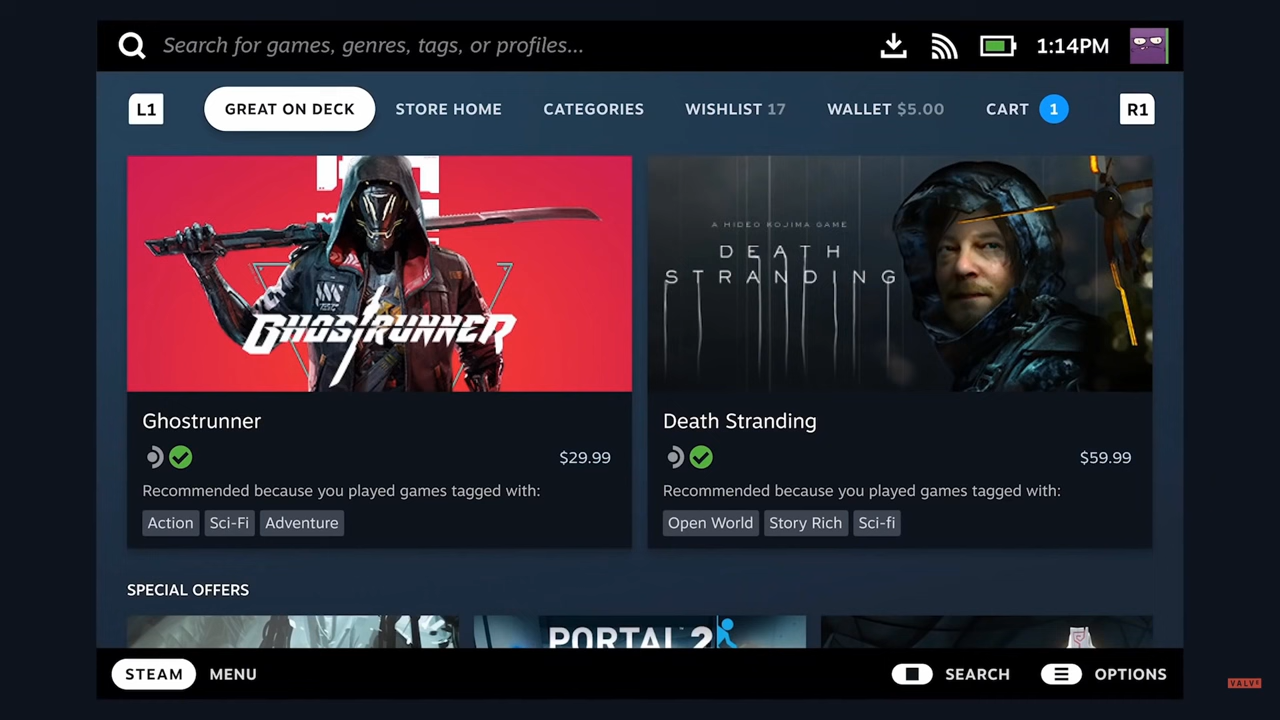 Search for games, genres, tags, or profiles...
1:14PM
L1
GREAT ON DECK
STORE HOME
CATEGORIES
WISHLIST 17
WALLET $5.00
CART 1
R1
GHOSTRUNNER
A HIDEO KOJIMA GAME
DEATH
STRANDING
Ghostrunner
$29.99
Recommended because you played games tagged with:
Action Sci-Fi Adventure
Death Stranding
$59.99
Recommended because you played games tagged with:
Open World Story Rich Sci-fi
SPECIAL OFFERS
PORTAL 2
STEAM MENU
SEARCH
OPTIONS
VALVE